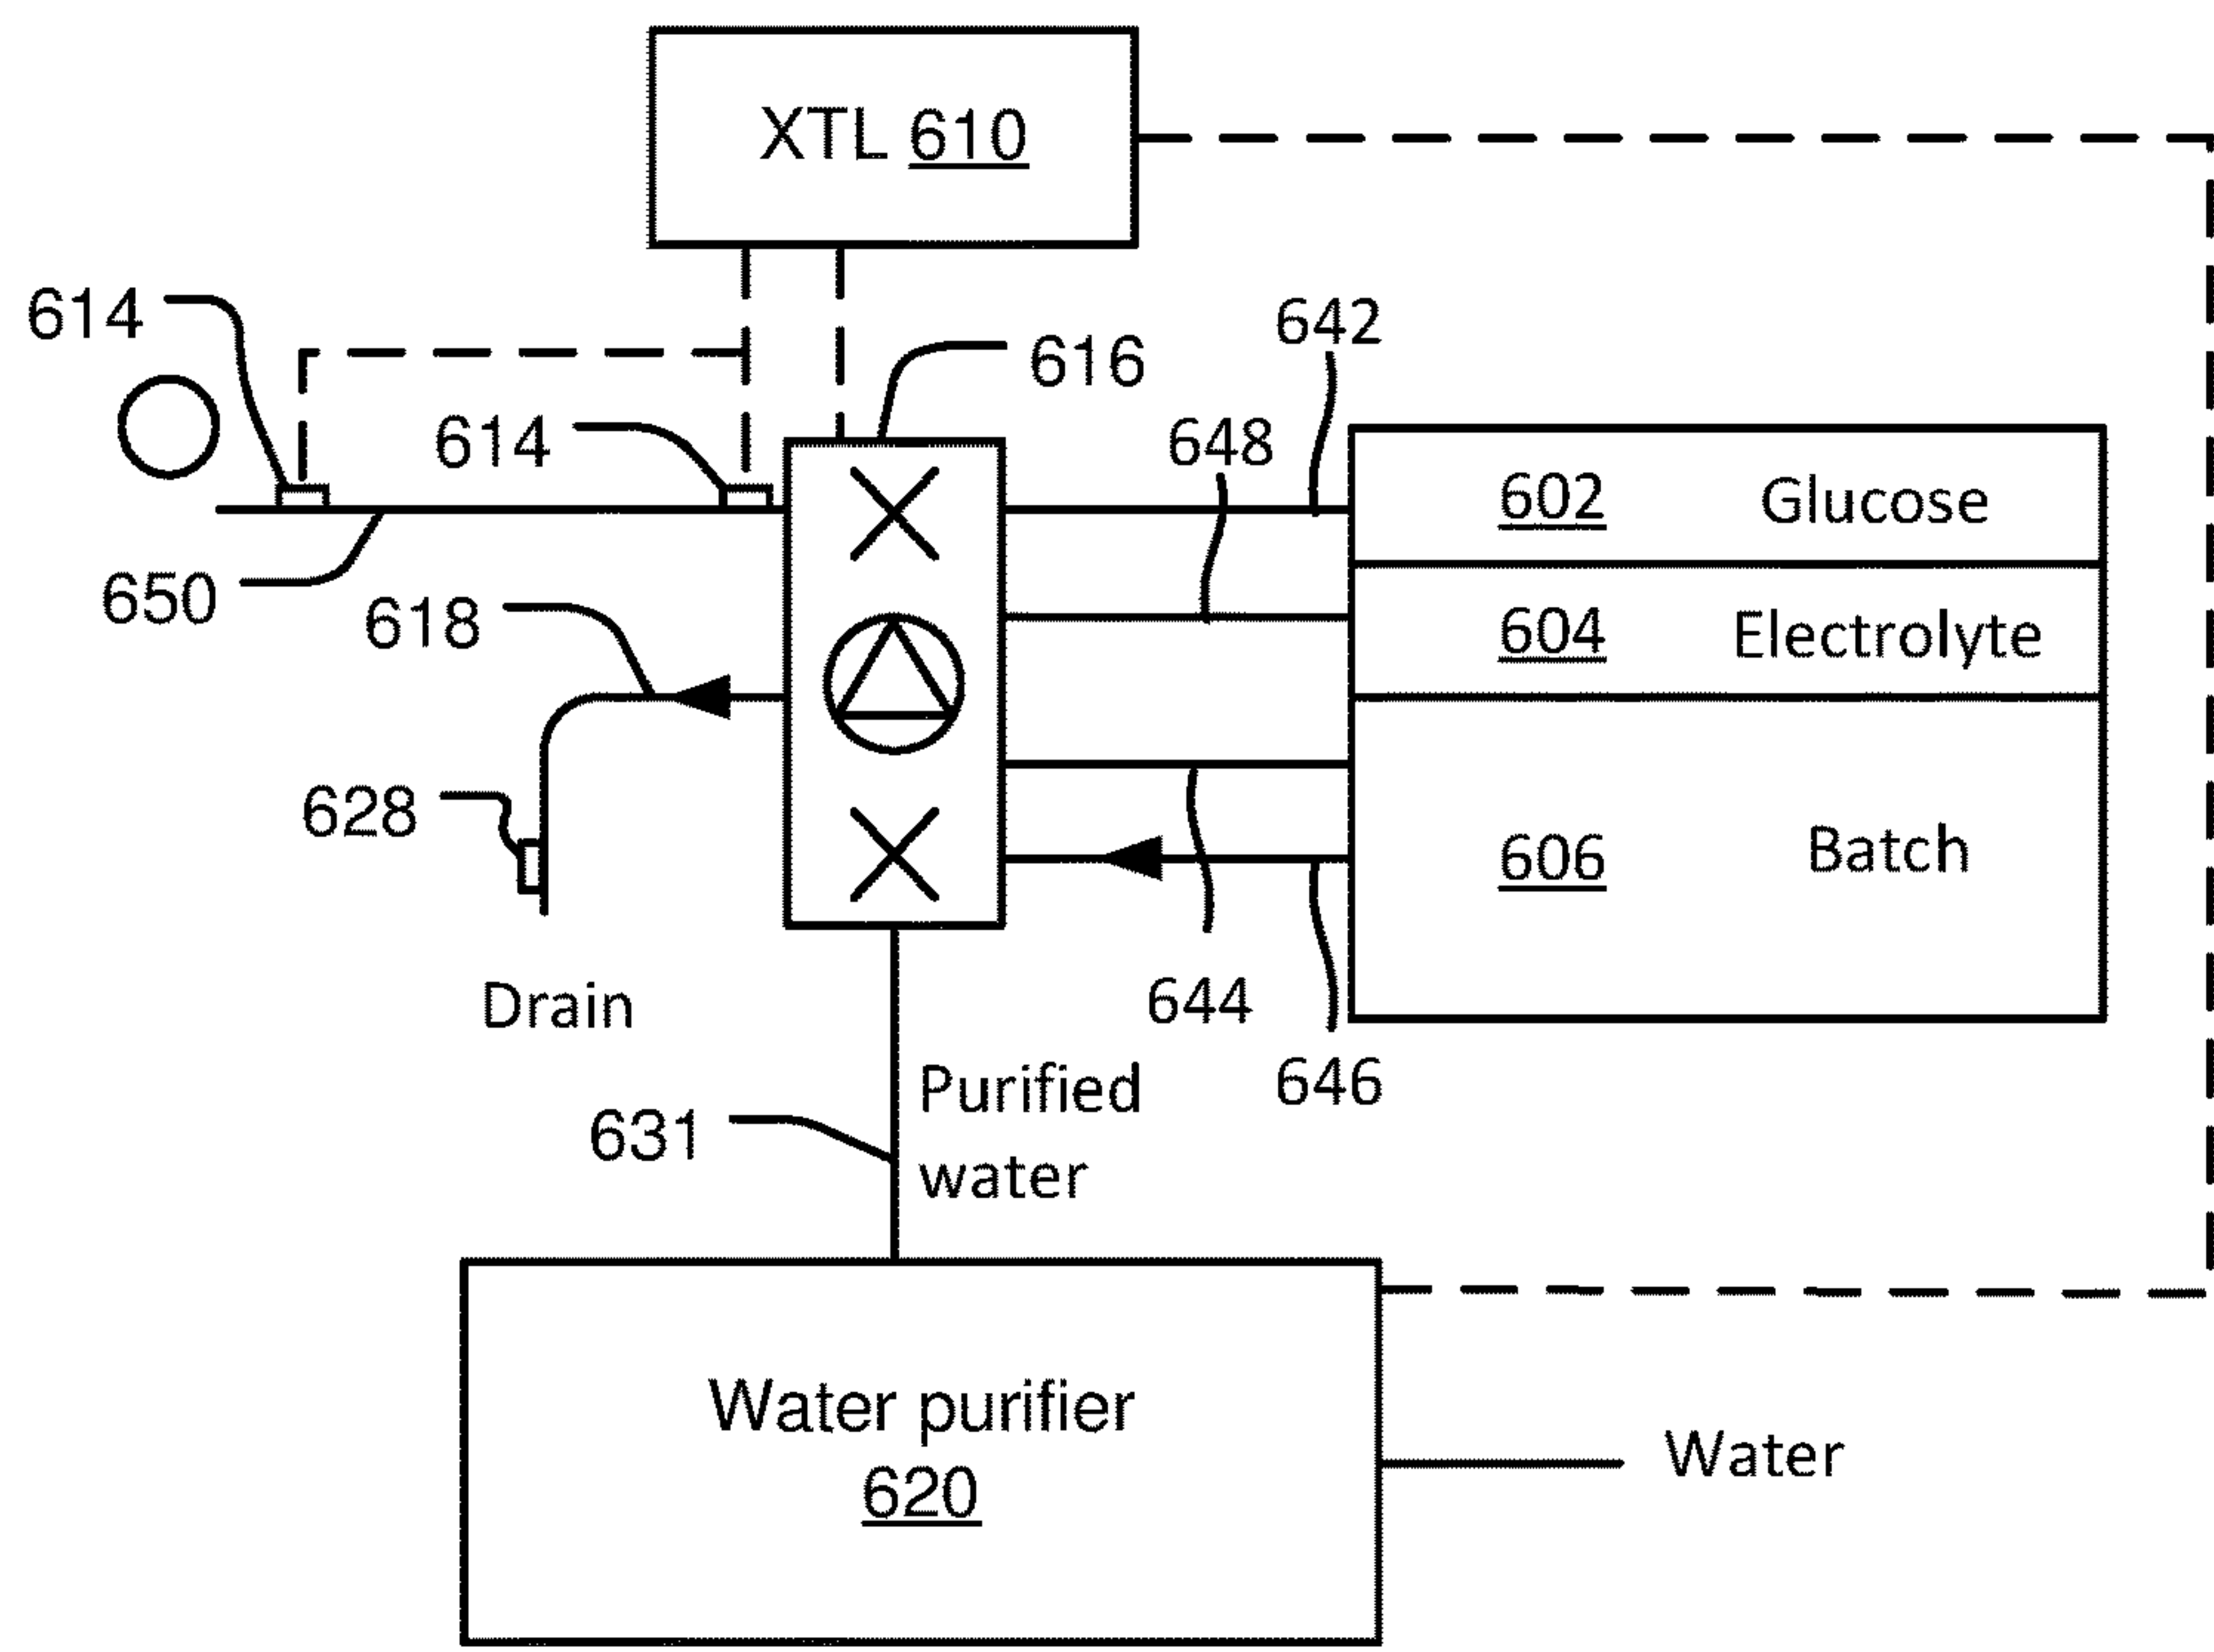 XTL 610
614
616
642
614
648
602 Glucose
650
618
604 Electrolyte
628
606 Batch
Drain
644
646
Purified
water
631
Water purifier
620
Water